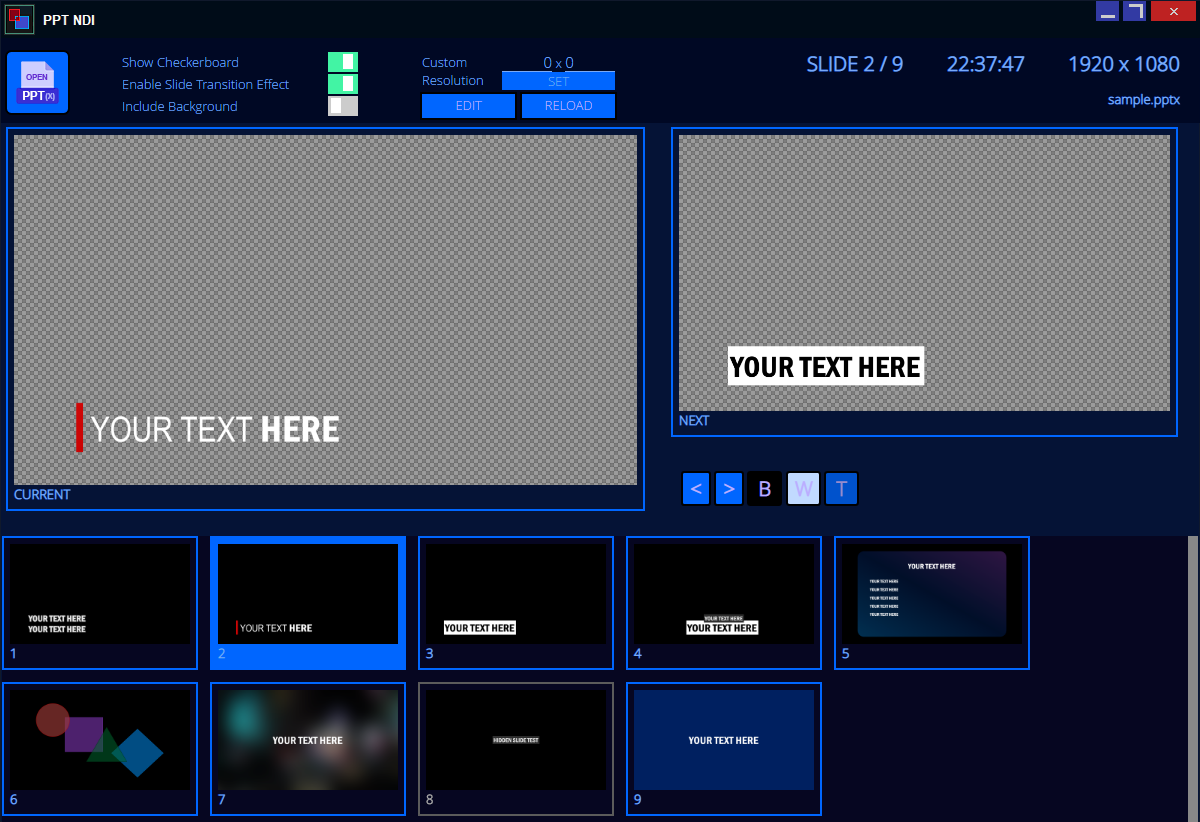 PPT NDI
OPEN
PPT(X)
Show Checkerboard
Enable Slide Transition Effect
Include Background
Custom
Resolution
0 x 0
SET
EDIT
RELOAD
SLIDE 2 / 9
22:37:47
1920 x 1080
sample.pptx
YOUR TEXT HERE
CURRENT
YOUR TEXT HERE
NEXT
<
>
B
W
T
YOUR TEXT HERE
YOUR TEXT HERE
1
YOUR TEXT HERE
2
YOUR TEXT HERE
3
YOUR TEXT HERE
YOUR TEXT HERE
4
YOUR TEXT HERE
YOUR TEXT HERE
YOUR TEXT HERE
YOUR TEXT HERE
YOUR TEXT HERE
YOUR TEXT HERE
5
6
YOUR TEXT HERE
7
HIDDEN SLIDE TEST
8
YOUR TEXT HERE
9